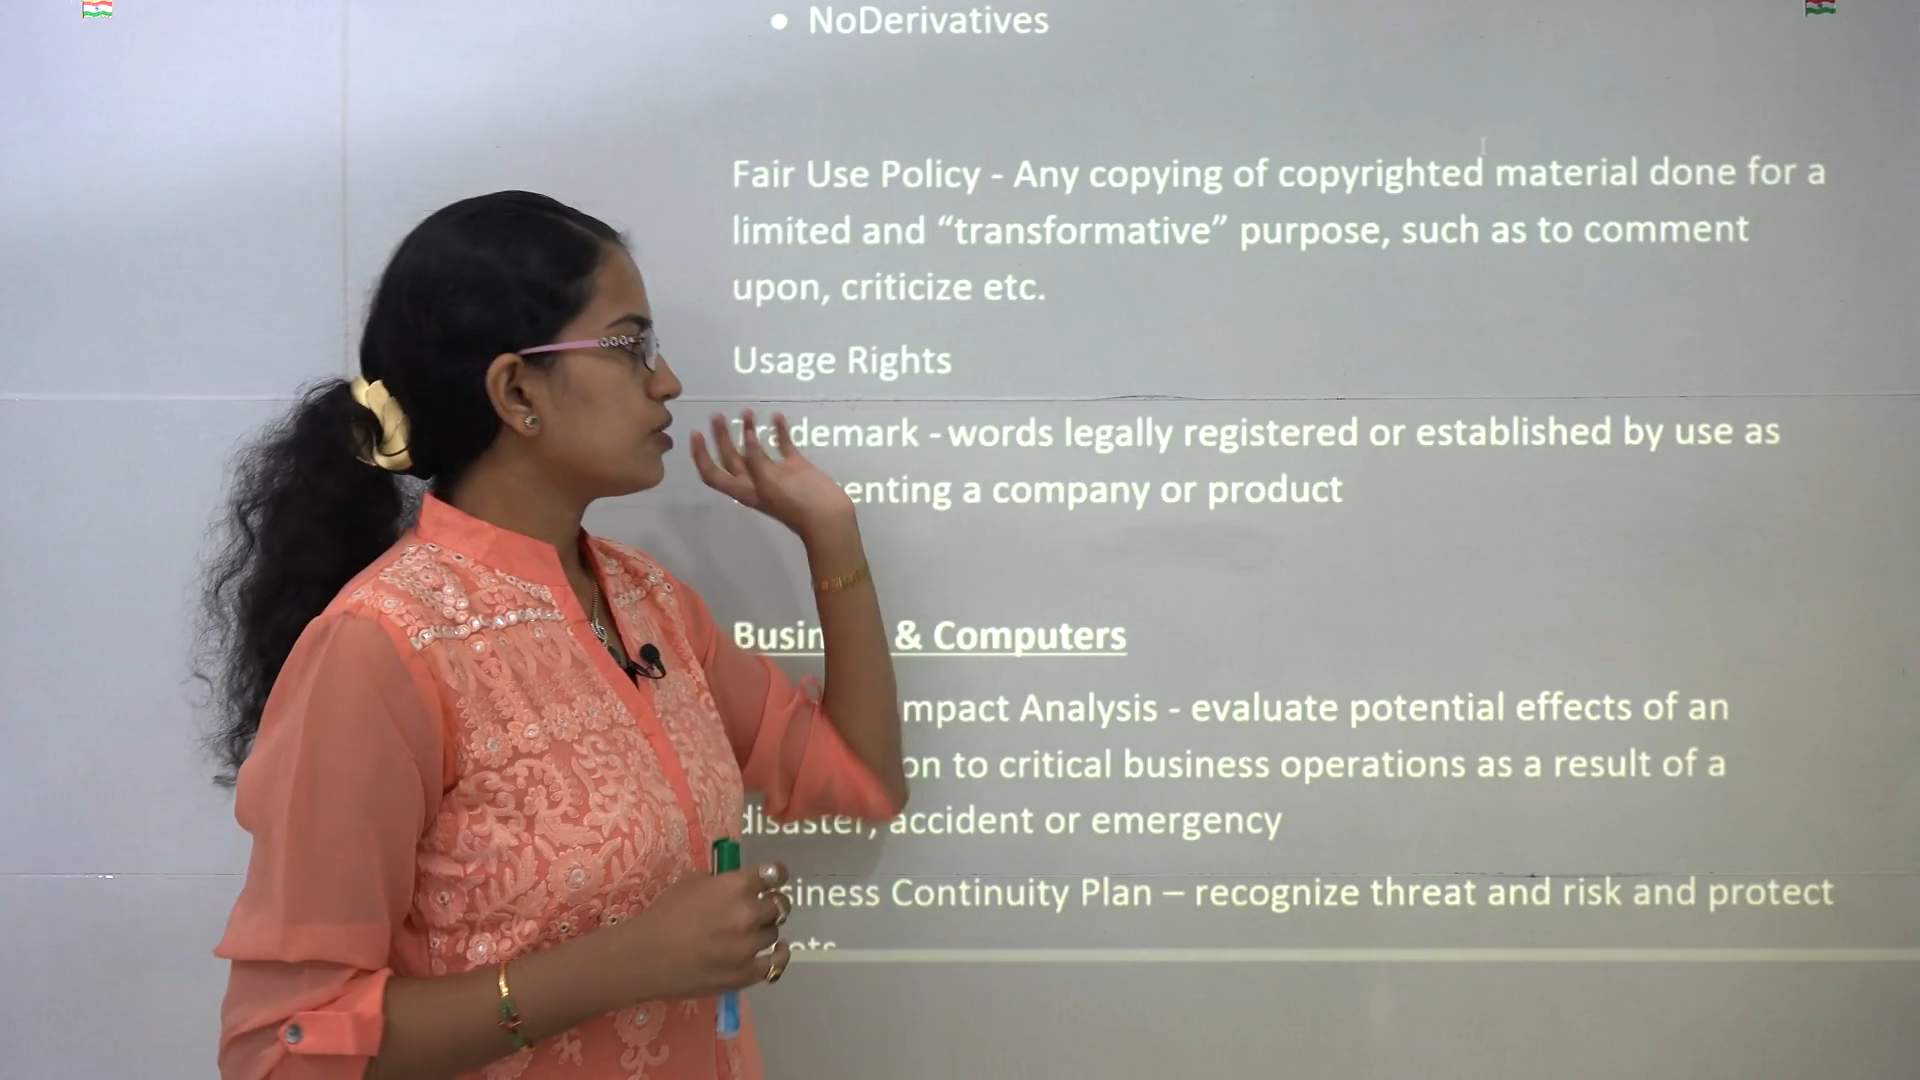 • NoDerivatives
Fair Use Policy - Any copying of copyrighted material done for a
limited and “transformative” purpose, such as to comment
upon, criticize etc.
Usage Rights
Trademark - words legally registered or established by use as
enting a company or product
& Computers
mpact Analysis - evaluate potential effects of an
on to critical business operations as a result of a
disaster, accident or emergency
siness Continuity Plan – recognize threat and risk and protect